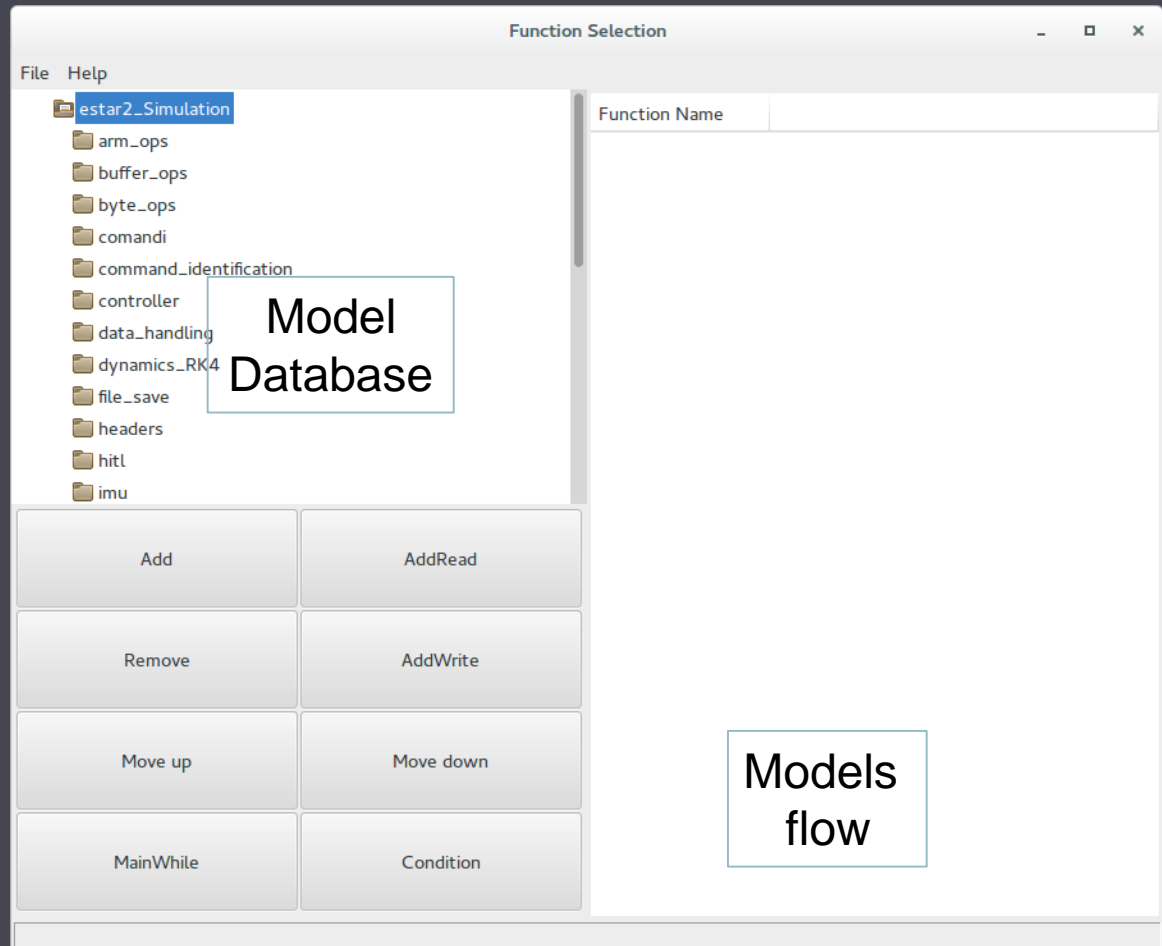 Function Selection
File Help
estar2_Simulation
arm_ops
buffer_ops
byte_ops
comandi
command_identification
controller
data_handling
dynamics_RK4
file_save
headers
hitl
imu
Model
Database
Function Name
Add
AddRead
Remove
AddWrite
Move up
Move down
MainWhile
Condition
Models
flow